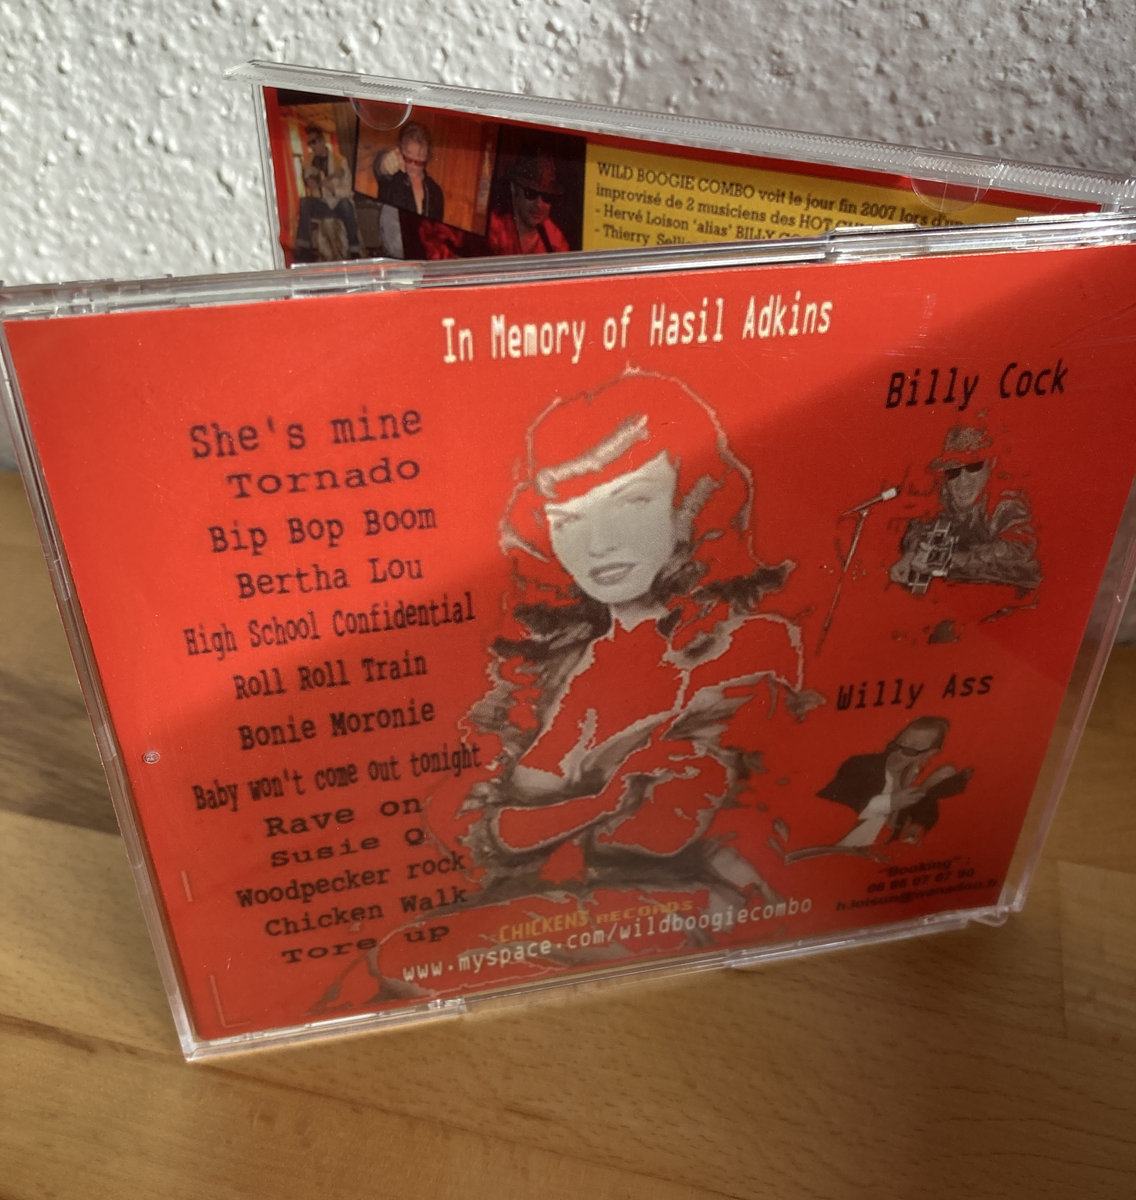 WILD BOOGIE COMBO voit le jour fin 2007 lors d'un
improvisé de 2 musiciens des HOT
- Hervé Loison 'alias' BILLY
- Thierry
In Memory of Hasil Adkins
She's mine
Tornado
Bip Bop Boom
Bertha Lou
High School Confidential
Roll Roll Train
Bonie Moronie
Baby won't come out tonight
Rave on
Susie Q
Woodpecker rock
Chicken Walk
Tore up
Billy Cock
Willy Ass
"Booking" :
CHICKENS RECORDS
www.myspace.com/wildboogiecombo